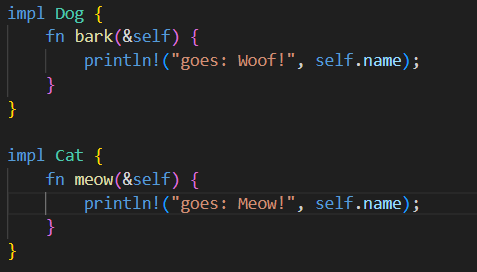 impl Dog {
    fn bark(&self) {
        println!("goes: Woof!", self.name);
    }
}

impl Cat {
    fn meow(&self) {
        println!("goes: Meow!", self.name);
    }
}